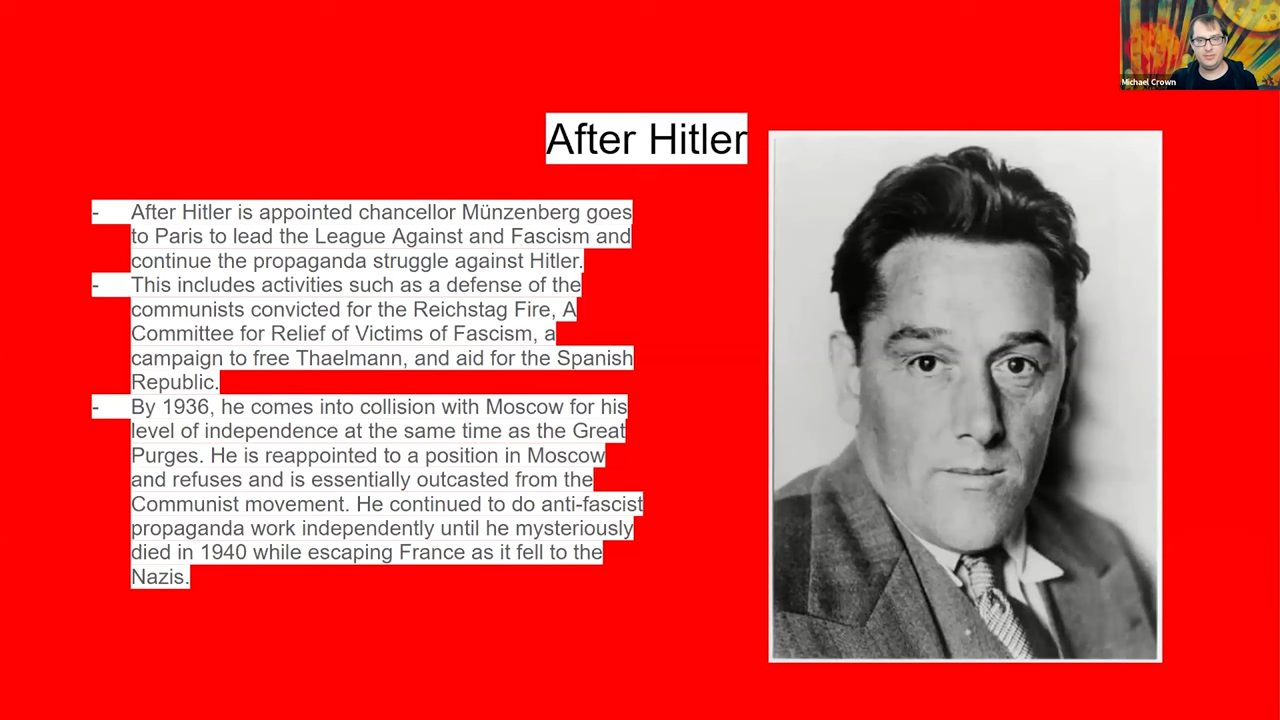 Michael Crown
After Hitler
- After Hitler is appointed chancellor Münzenberg goes
to Paris to lead the League Against and Fascism and
continue the propaganda struggle against Hitler.
- This includes activities such as a defense of the
communists convicted for the Reichstag Fire, A
Committee for Relief of Victims of Fascism, a
campaign to free Thaelmann, and aid for the Spanish
Republic.
- By 1936, he comes into collision with Moscow for his
level of independence at the same time as the Great
Purges. He is reappointed to a position in Moscow
and refuses and is essentially outcasted from the
Communist movement. He continued to do anti-fascist
propaganda work independently until he mysteriously
died in 1940 while escaping France as it fell to the
Nazis.